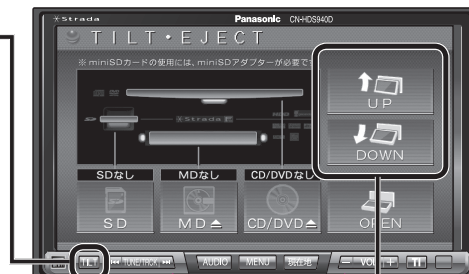 Strada
Panasonic CN-HDS940D
TILT・EJECT
※miniSDカードの使用には、miniSDアダプターが必要で
UP
Strada
DOWN
SDなし
MDなし
CD/DVDなし
SD
MD
CD/DVD
OPEN
TILT
TUNE/TRCK
AUDIO
MENU
現在地
VOL